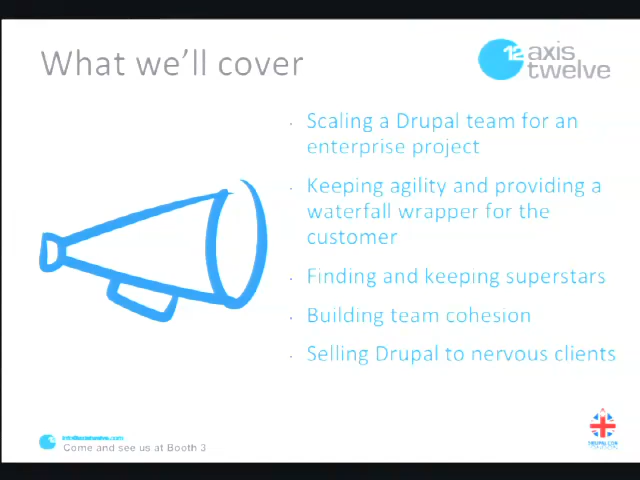 What we'll cover
12 axis
twelve
Scaling a Drupal team for an
enterprise project
Keeping agility and providing a
waterfall wrapper for the
customer
Finding and keeping superstars
Building team cohesion
Selling Drupal to nervous clients
Come and see us at Booth 3